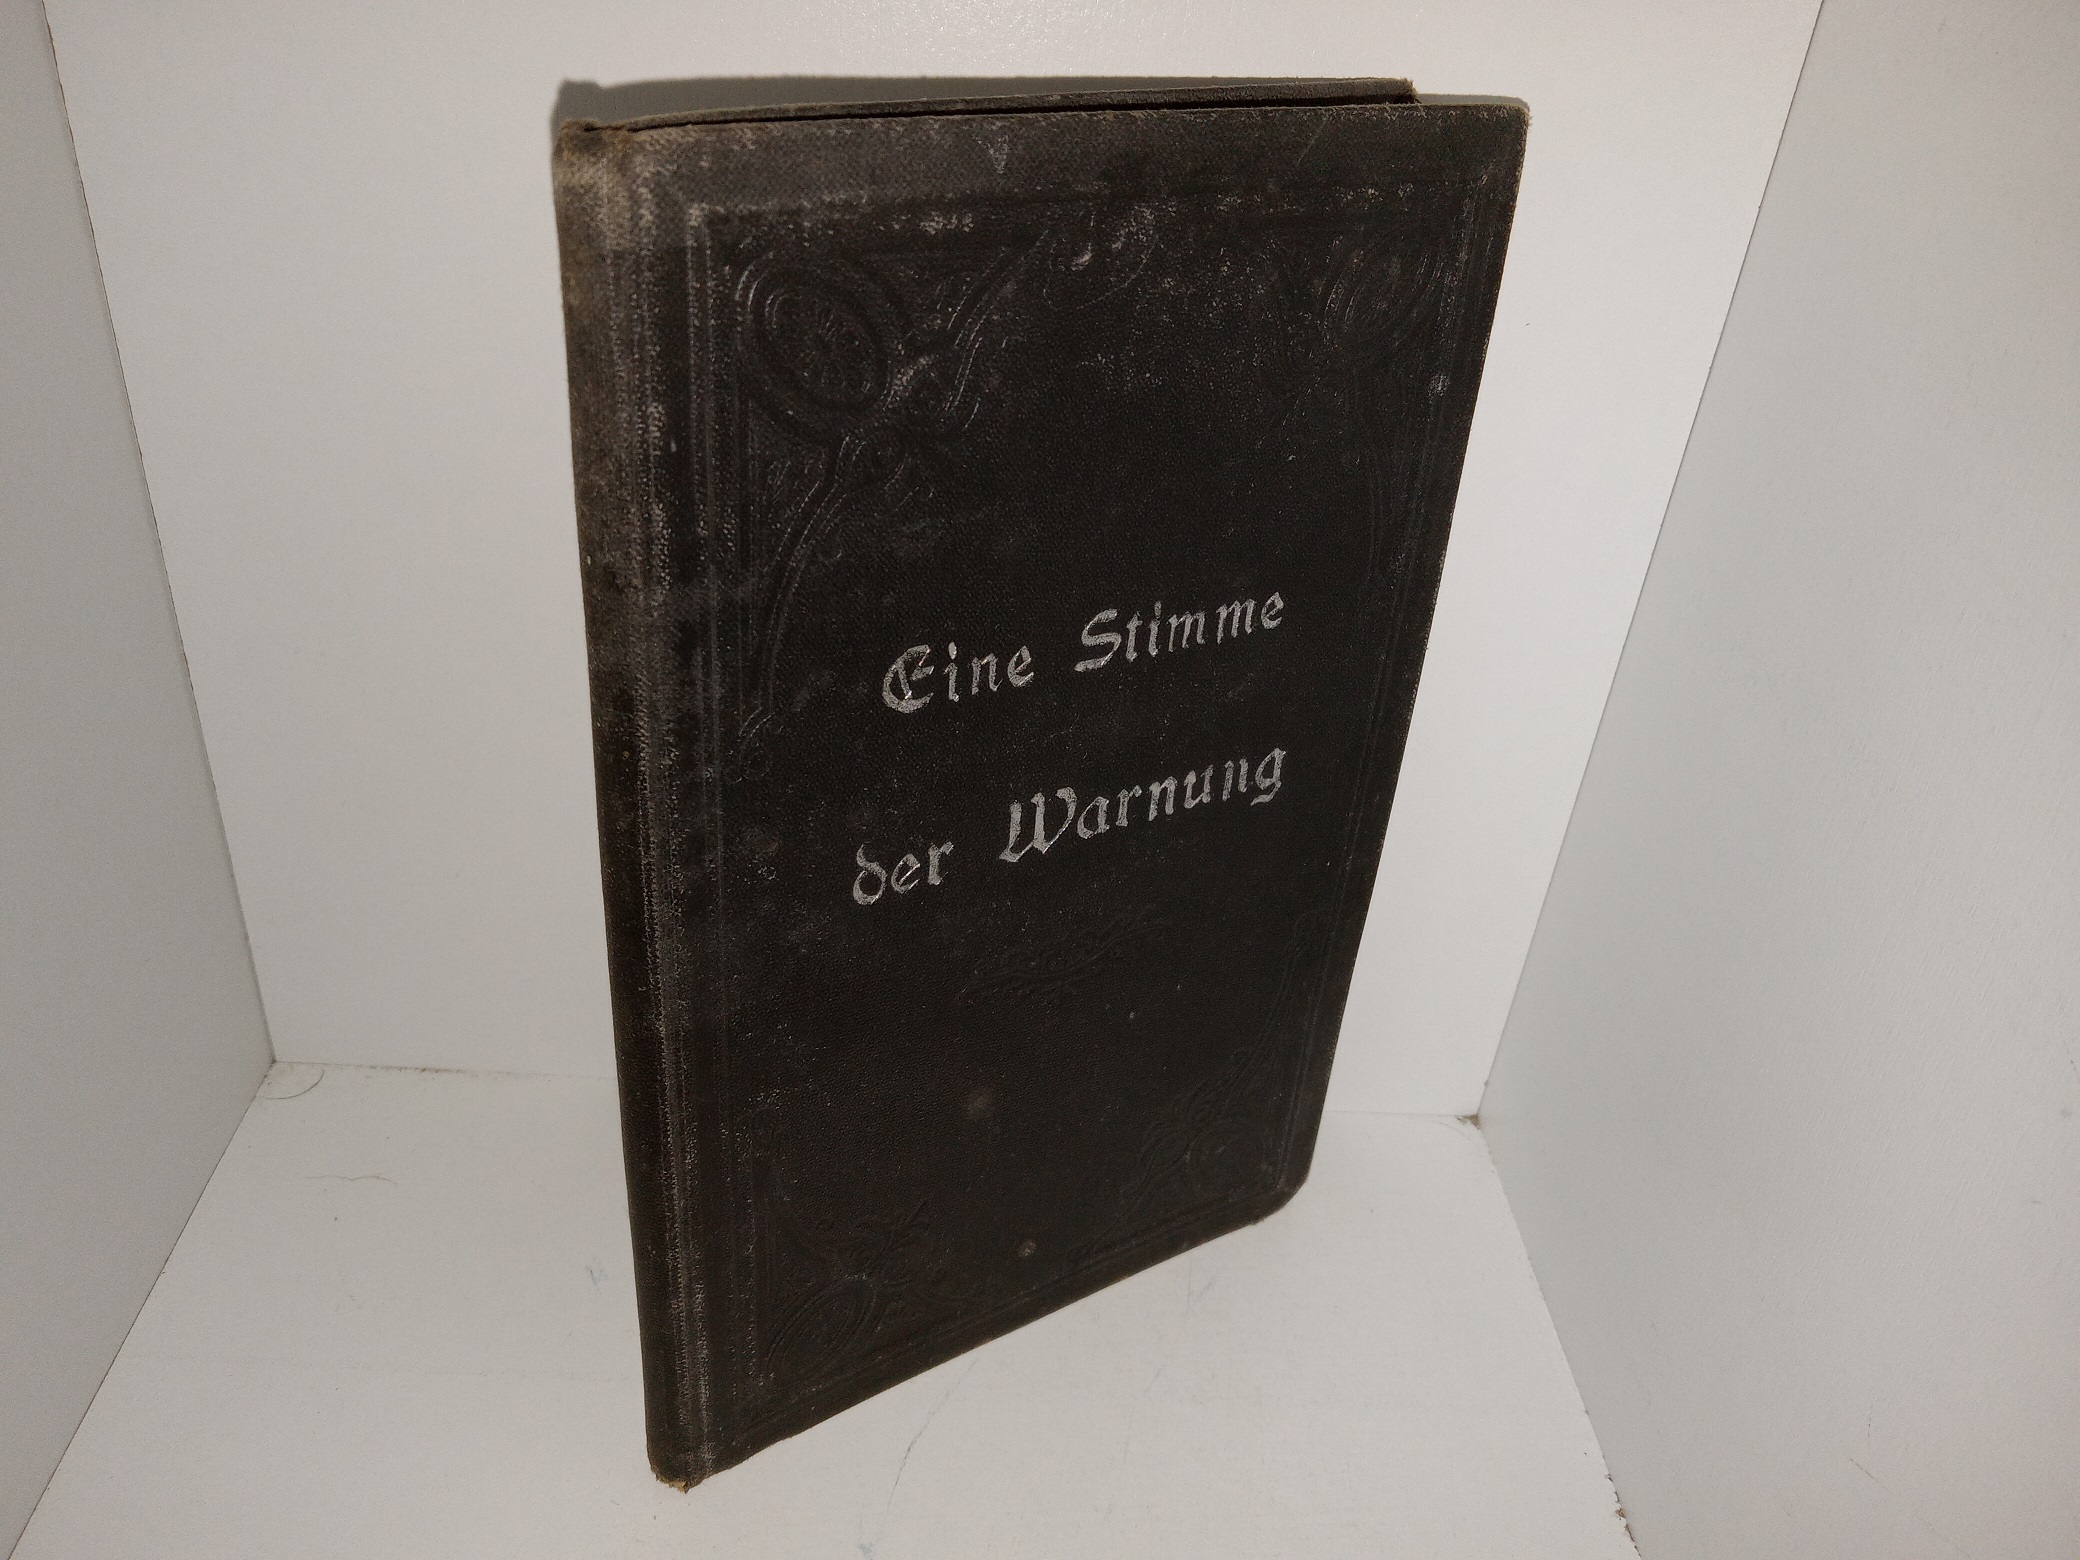 Eine Stimme
der Warnung